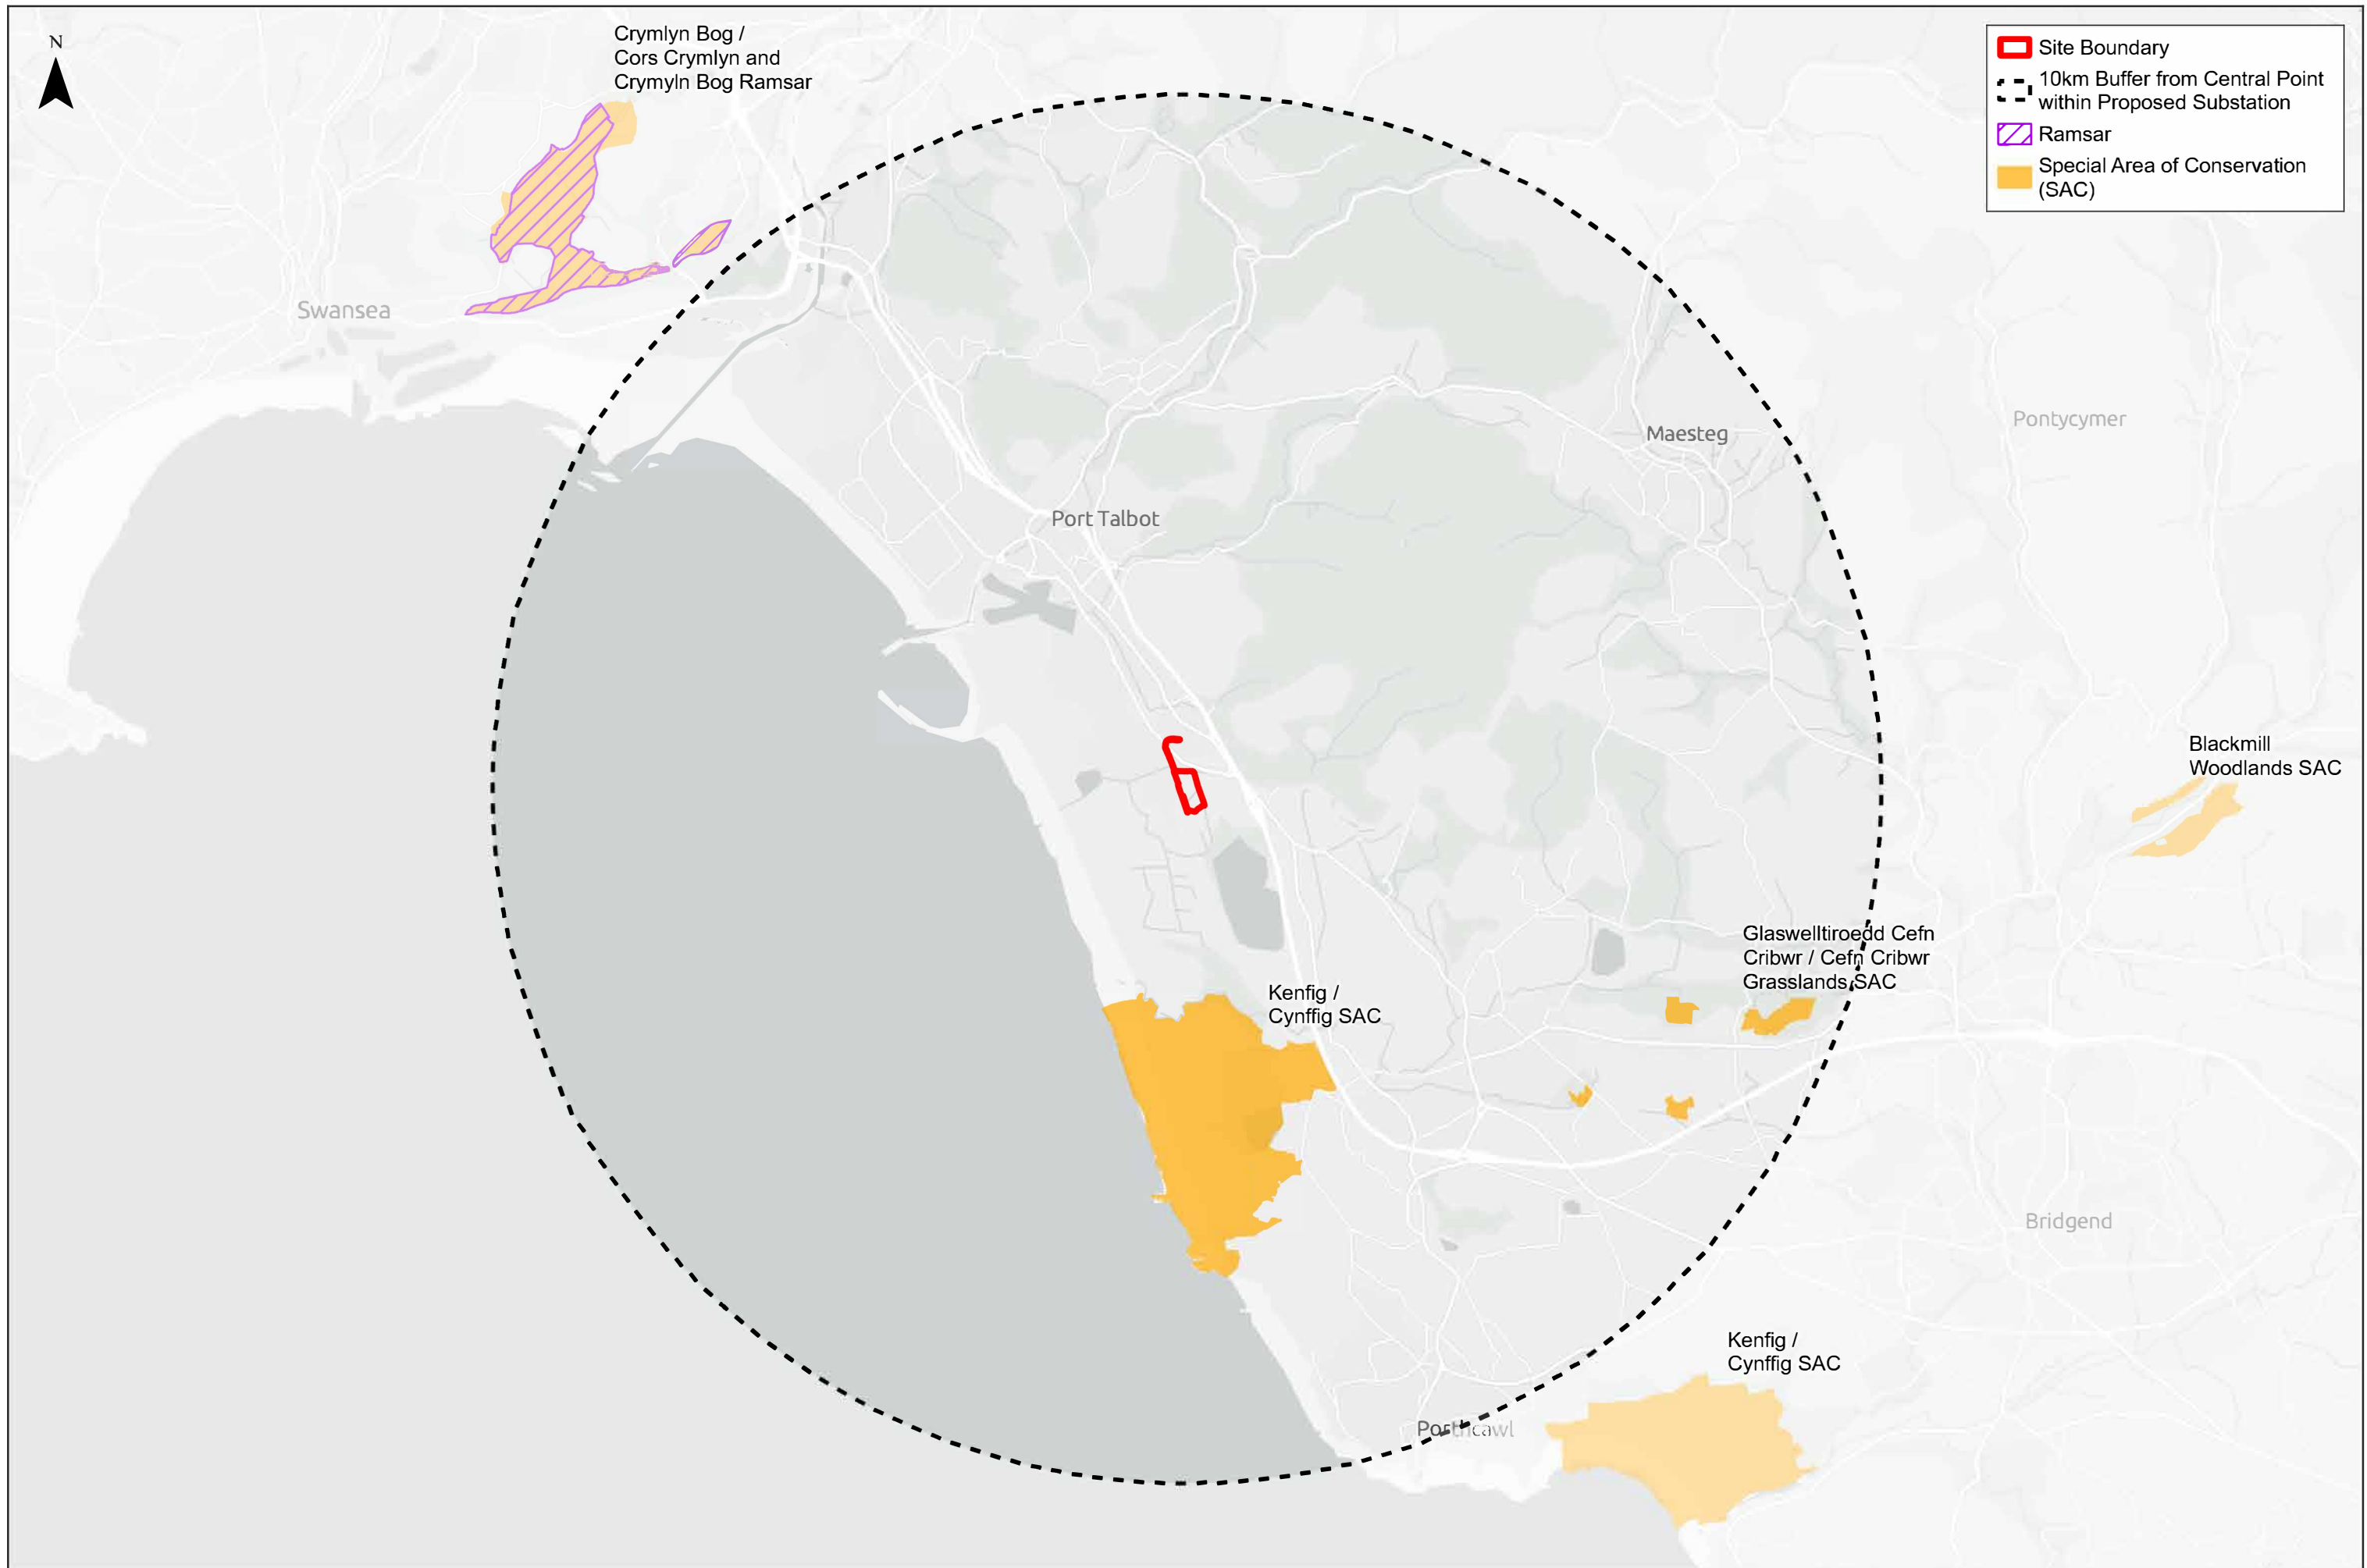 N
Crymlyn Bog /
Cors Crymlyn and
Crymyln Bog Ramsar
Site Boundary
10km Buffer from Central Point
within Proposed Substation
Ramsar
Special Area of Conservation
(SAC)
Swansea
Pontycymer
Maesteg
Port Talbot
Blackmill
Woodlands SAC
Glaswelltiroedd Cefn
Cribwr / Cefn Cribwr
Grasslands SAC
Kenfig /
Cynffig SAC
Bridgend
Kenfig /
Cynffig SAC
Porthcawl